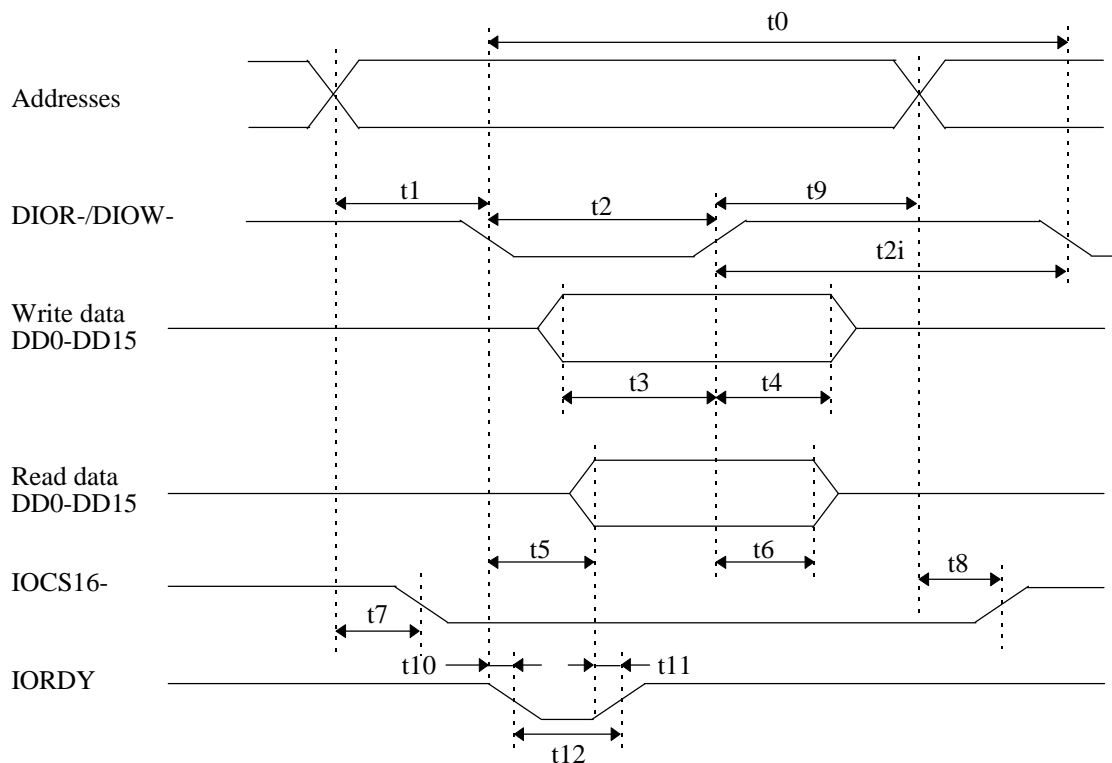 t0
Addresses
t1
t2
t9
DIOR-/DIOW-
t2i
Write data
DD0-DD15
t3
t4
Read data
DD0-DD15
t5
t6
IOCS16-
t8
t7
t10
t11
IORDY
t12